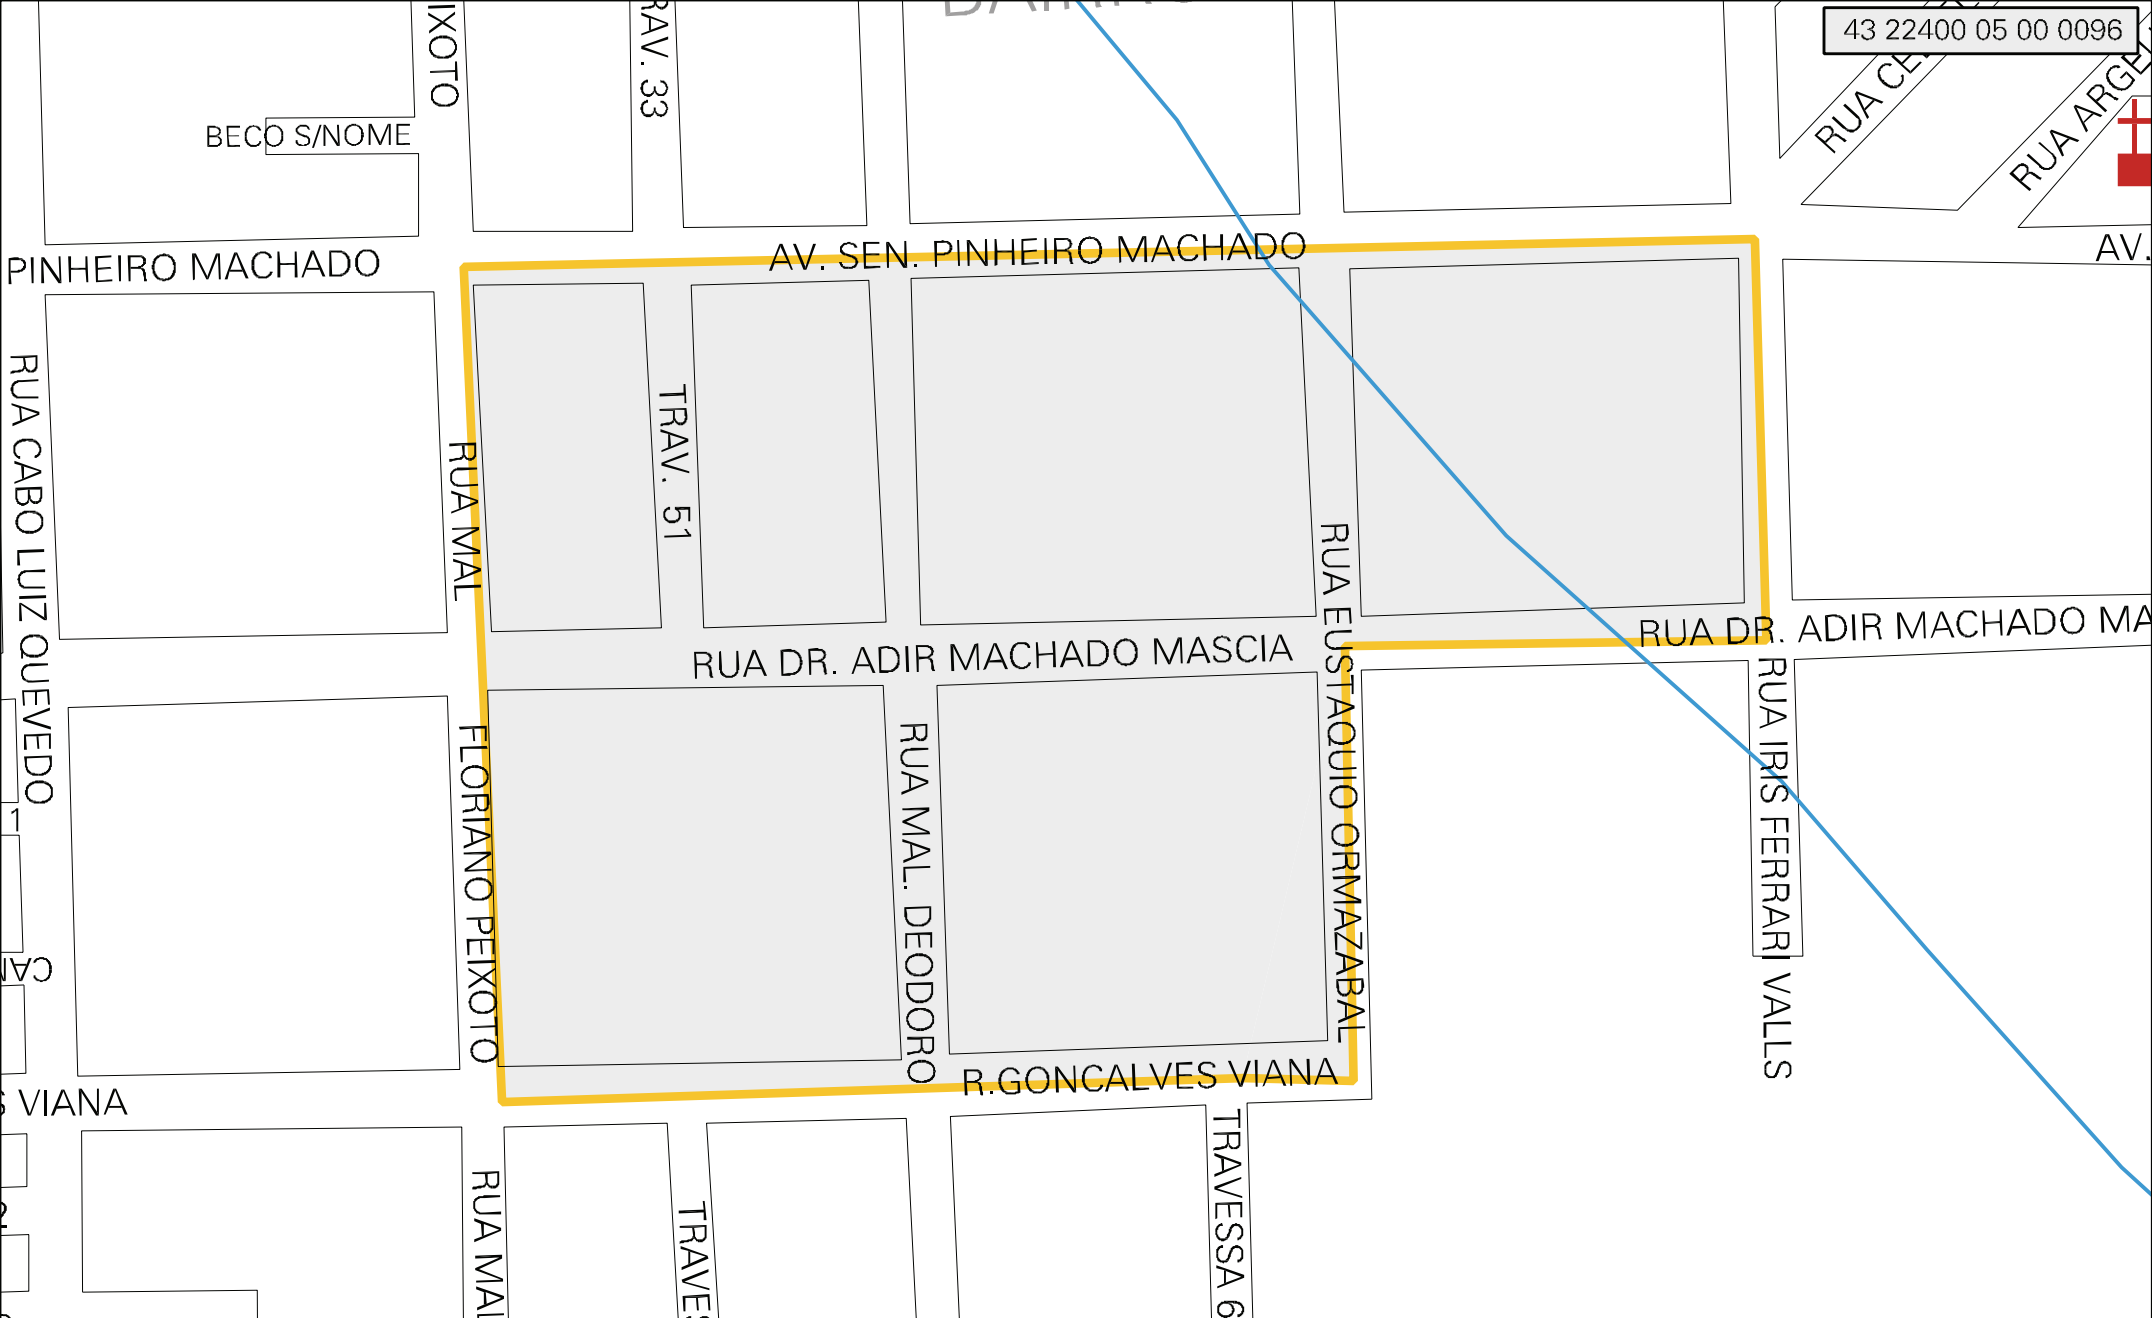 43 22400 05 00 0096
IXOTO
RAV. 33
BECO S/NOME
RUA ARGE
PINHEIRO MACHADO
AV. SEN. PINHEIRO MACHADO
AV.
RUA CABO LUIZ QUEVEDO
RUA MAL
FLORIANO PEIXOTO
TRAV. 51
RUA EUSTAQUIO ORMAZABAL
RUA DR. ADIR MACHADO MASCIA
RUA DR. ADIR MACHADO MA
RUA IRIS FERRARI VALLS
RUA MAL. DEODORO
1
R.GONCALVES VIANA
VIANA
RUA MAL
TRAVES
TRAVESSA 6